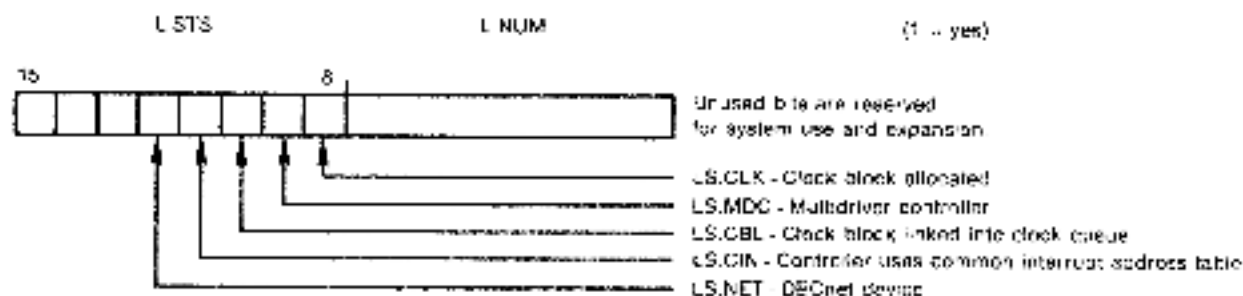 L.STS L.NUM (1 = yes)
15 8
Unused bits are reserved
for system use and expansion
LS.CLK - Clock block allocated
LS.MDC - Multidriver controller
LS.CBL - Clock block linked into clock queue
LS.CIN - Controller uses common interrupt address table
LS.NET - DECnet device